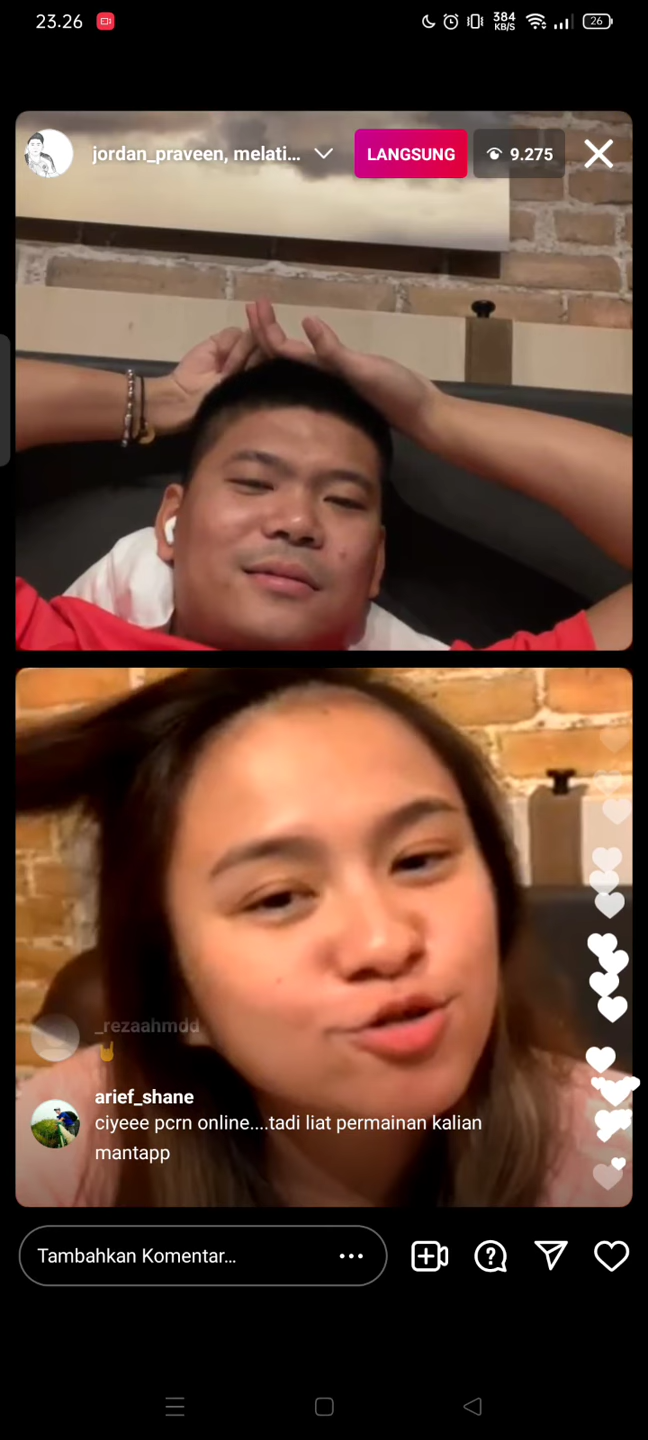 23.26
384
KB/S
26
jordan_praveen, melati...
LANGSUNG
9.275
_rezaahmdd
arief_shane
ciyeee pcrn online....tadi liat permainan kalian
mantapp
Tambahkan Komentar...